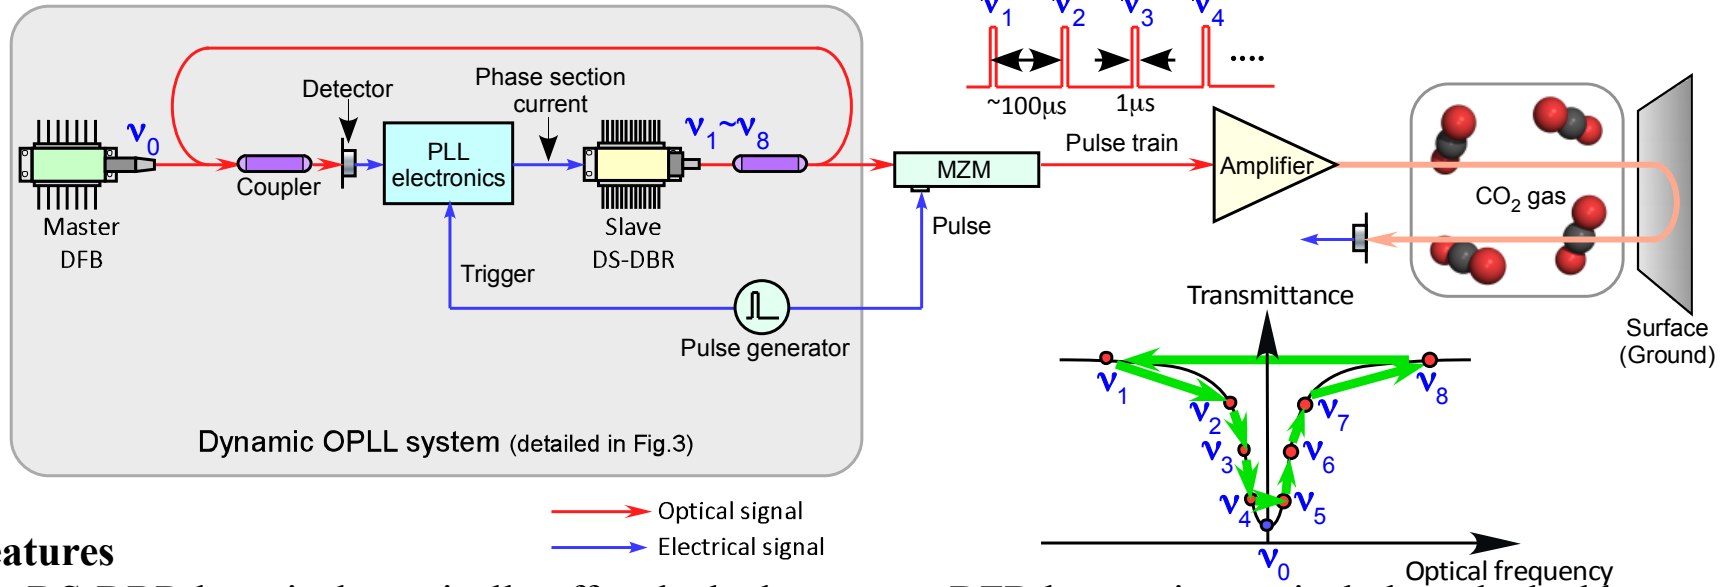 ν1 ν2 ν3 ν4
....
~100μs 1μs
Phase section
current
Detector
ν0
ν1~ν8
PLL
electronics
Coupler
Master
DFB
Slave
DS-DBR
MZM
Pulse train
Amplifier
CO2 gas
Pulse
Trigger
Pulse generator
Surface
(Ground)
Dynamic OPLL system (detailed in Fig.3)
Transmittance
ν1
ν8
ν2
ν7
ν3
ν6
ν4
ν5
ν0
Optical frequency
Optical signal
Electrical signal
eatures